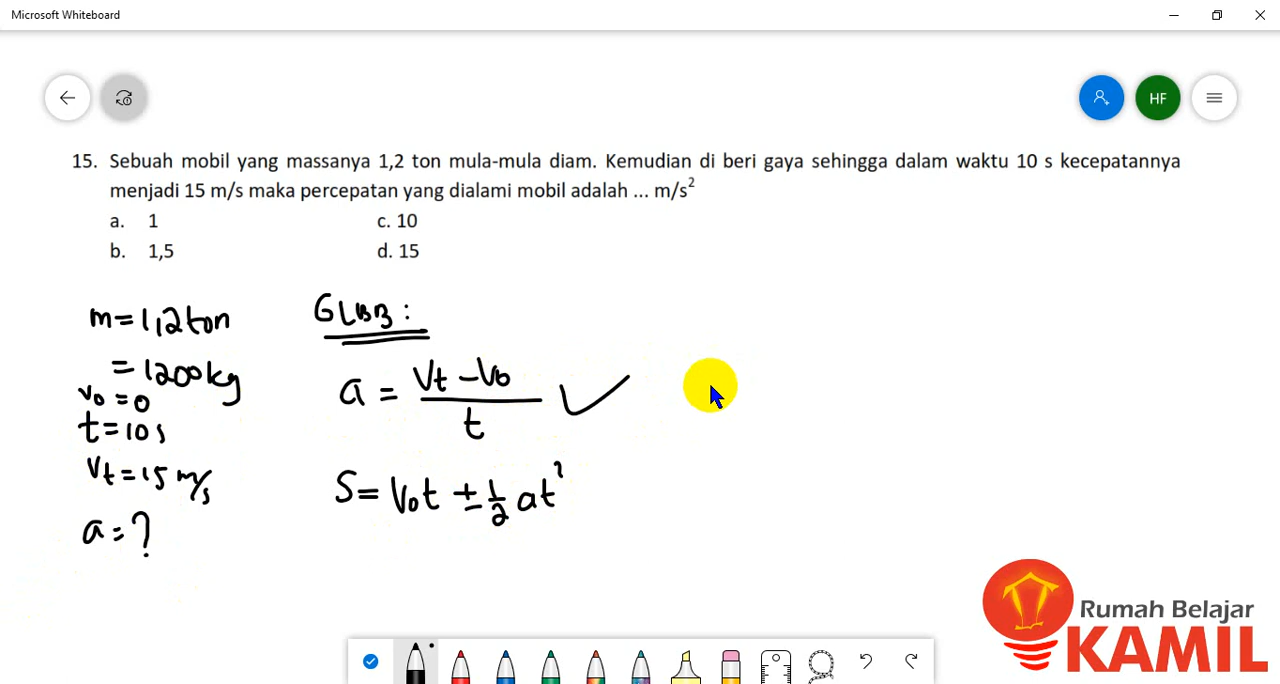 Microsoft Whiteboard
HF
15. Sebuah mobil yang massanya 1,2 ton mula-mula diam. Kemudian di beri gaya sehingga dalam waktu 10 s kecepatannya
menjadi 15 m/s maka percepatan yang dialami mobil adalah ... m/s²
a. 1 c. 10
b. 1,5 d. 15
m = 1,2 ton
= 1200 kg
v₀ = 0
t = 10 s
Vt = 15 m/s
a = ?
GLBB :
a = Vt - V₀
t
S = V₀t ± 1/2 at²
Rumah Belajar
KAMIL